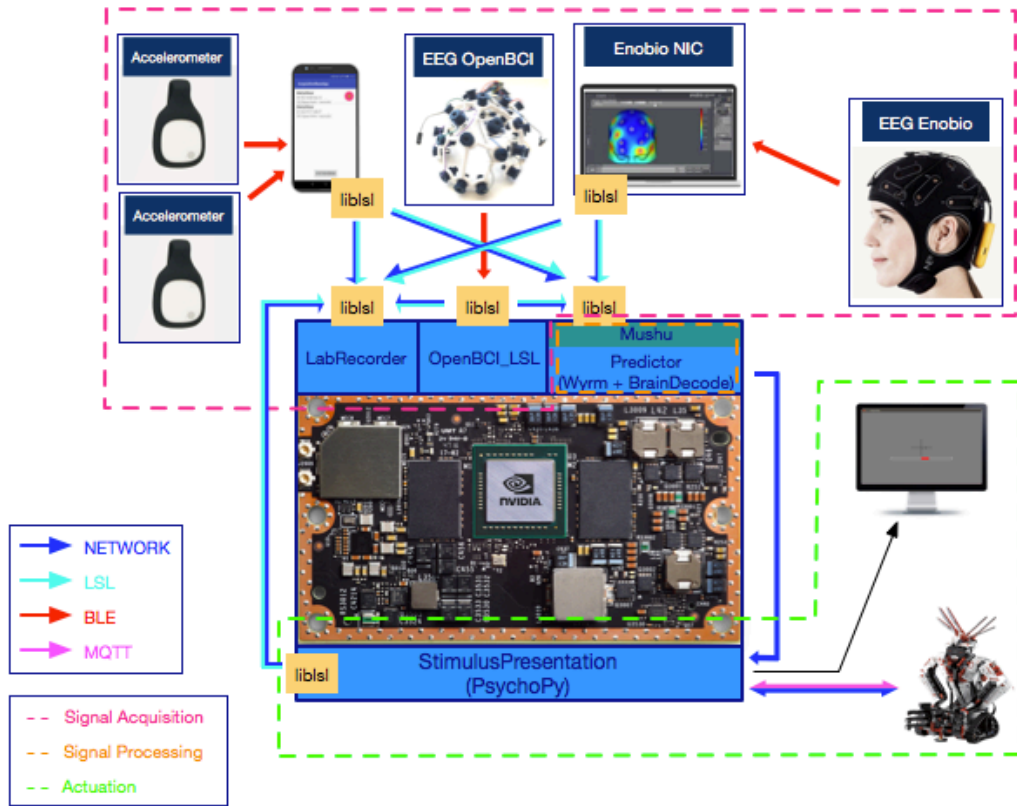 Accelerometer
EEG OpenBCI
Enobio NIC
EEG Enobio
Accelerometer
liblsl
liblsl
liblsl
liblsl
liblsl
LabRecorder
OpenBCI_LSL
Mushu
Predictor
(Wyrm + BrainDecode)
NVIDIA
NETWORK
LSL
BLE
MQTT
liblsl
StimulusPresentation
(PsychoPy)
Signal Acquisition
Signal Processing
Actuation